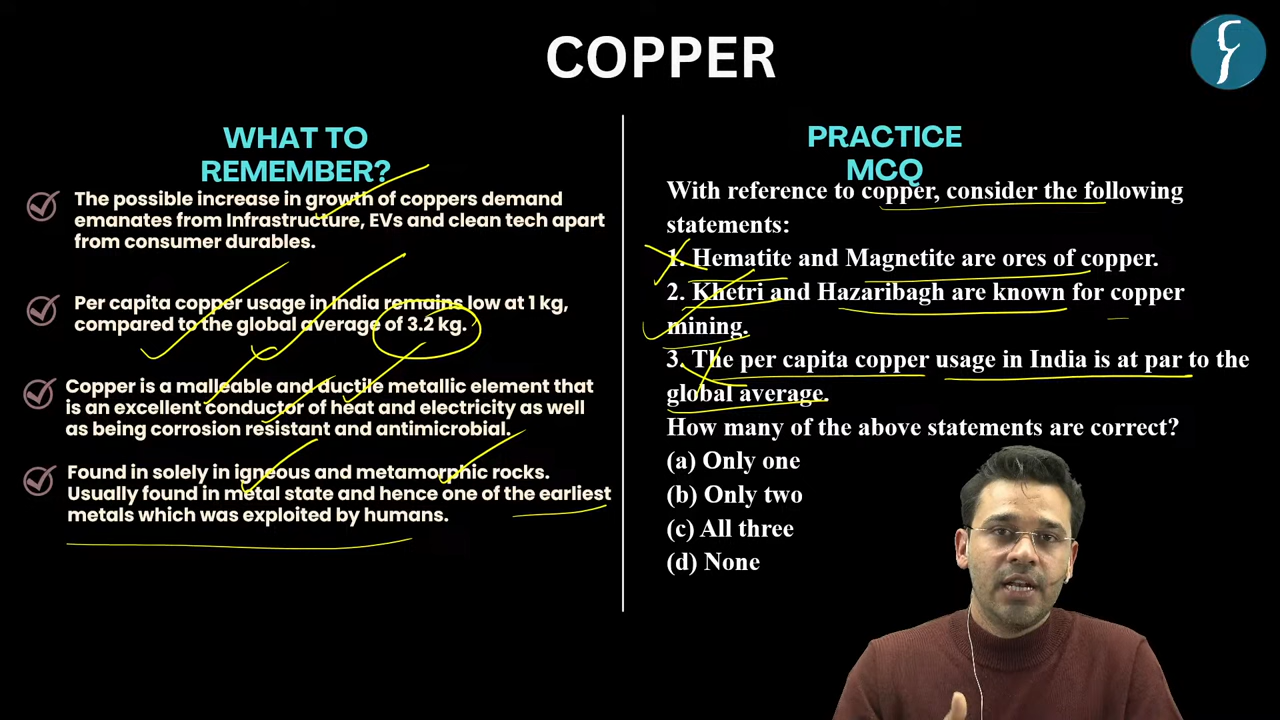 COPPER
WHAT TO
REMEMBER?
The possible increase in growth of coppers demand
emanates from Infrastructure, EVs and clean tech apart
from consumer durables.
Per capita copper usage in India remains low at 1 kg,
compared to the global average of 3.2 kg.
Copper is a malleable and ductile metallic element that
is an excellent conductor of heat and electricity as well
as being corrosion resistant and antimicrobial.
Found in solely in igneous and metamorphic rocks.
Usually found in metal state and hence one of the earliest
metals which was exploited by humans.
PRACTICE
MCQ
With reference to copper, consider the following
statements:
1. Hematite and Magnetite are ores of copper.
2. Khetri and Hazaribagh are known for copper
mining.
3. The per capita copper usage in India is at par to the
global average.
How many of the above statements are correct?
(a) Only one
(b) Only two
(c) All three
(d) None